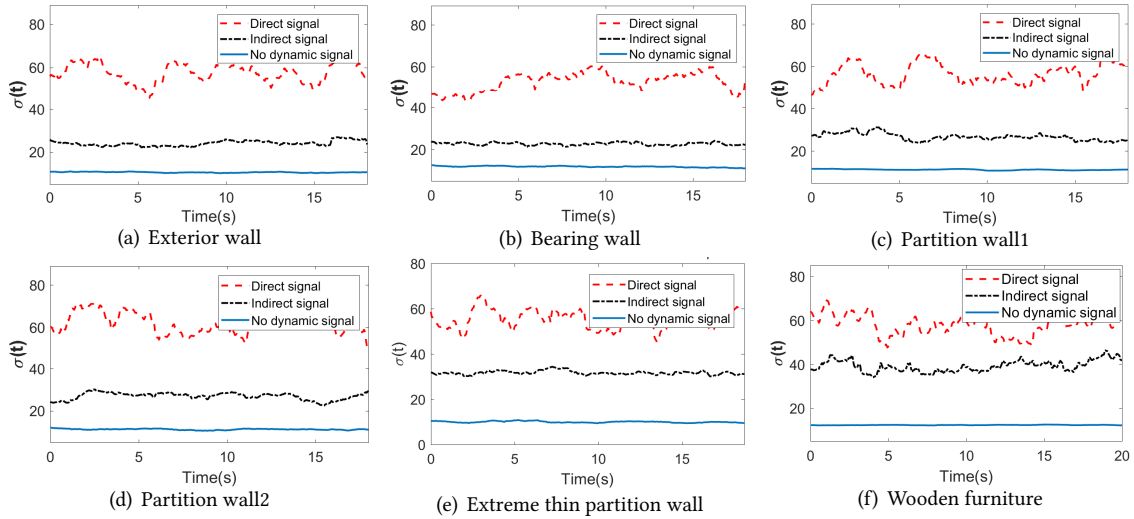 80
60
40
20
σ(t)
Direct signal
Indirect signal
No dynamic signal
0 5 10 15
Time(s)
(a) Exterior wall
80
60
40
20
σ(t)
Direct signal
Indirect signal
No dynamic signal
0 5 10 15
Time(s)
(b) Bearing wall
80
60
40
20
σ(t)
Direct signal
Indirect signal
No dynamic signal
0 5 10 15
Time(s)
(c) Partition wall1
80
60
40
20
σ(t)
Direct signal
Indirect signal
No dynamic signal
0 5 10 15
Time(s)
(d) Partition wall2
80
60
40
20
0
σ(t)
Direct signal
Indirect signal
No dynamic signal
0 5 10 15
Time(s)
(e) Extreme thin partition wall
80
60
40
20
σ(t)
Direct signal
Indirect signal
No dynamic signal
0 5 10 15 20
Time(s)
(f) Wooden furniture